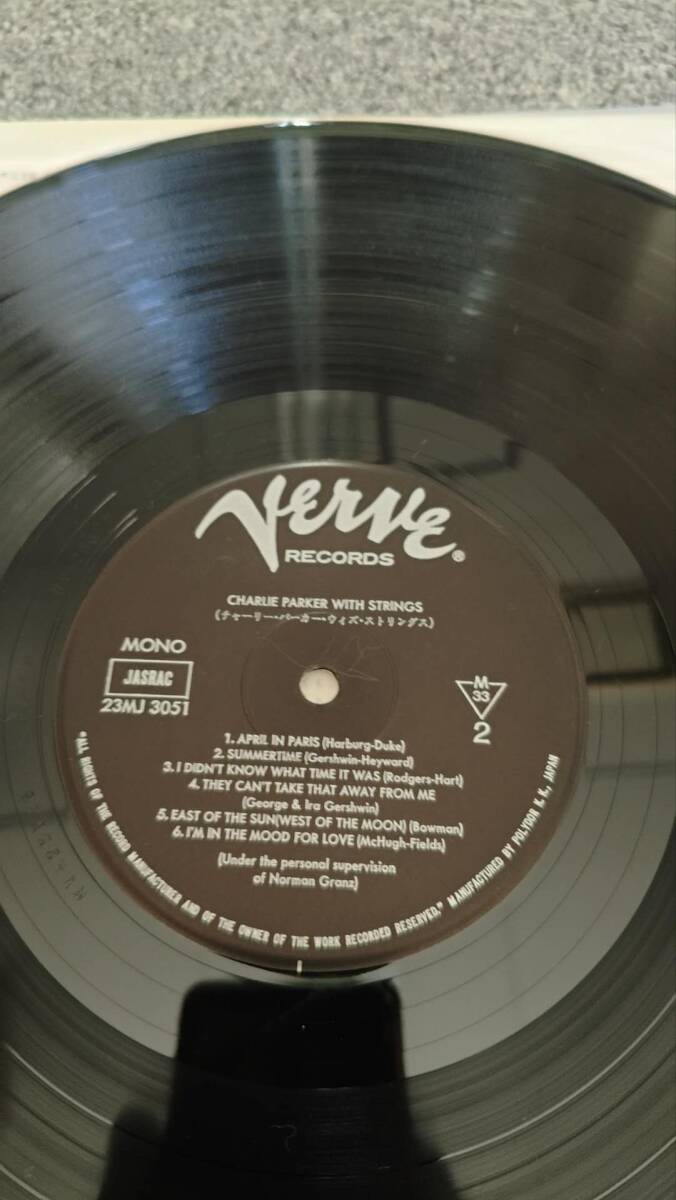 VERVE
RECORDS ®
CHARLIE PARKER WITH STRINGS
(チャーリー・パーカー・ウィズ・ストリングス)
MONO
JASRAC
23MJ 3051
M
33
2
1. APRIL IN PARIS (Harburg-Duke)
2. SUMMERTIME (Gershwin-Heyward)
3. I DIDN'T KNOW WHAT TIME IT WAS (Rodgers-Hart)
4. THEY CAN'T TAKE THAT AWAY FROM ME
(George & Ira Gershwin)
5. EAST OF THE SUN(WEST OF THE MOON) (Bowman)
6. I'M IN THE MOOD FOR LOVE (McHugh-Fields)
(Under the personal supervision
of Norman Granz)
"ALL RIGHTS OF THE RECORD MANUFACTURER AND OF THE OWNER OF THE WORK RECORDED RESERVED." MANUFACTURED BY POLYDOR K. K., JAPAN